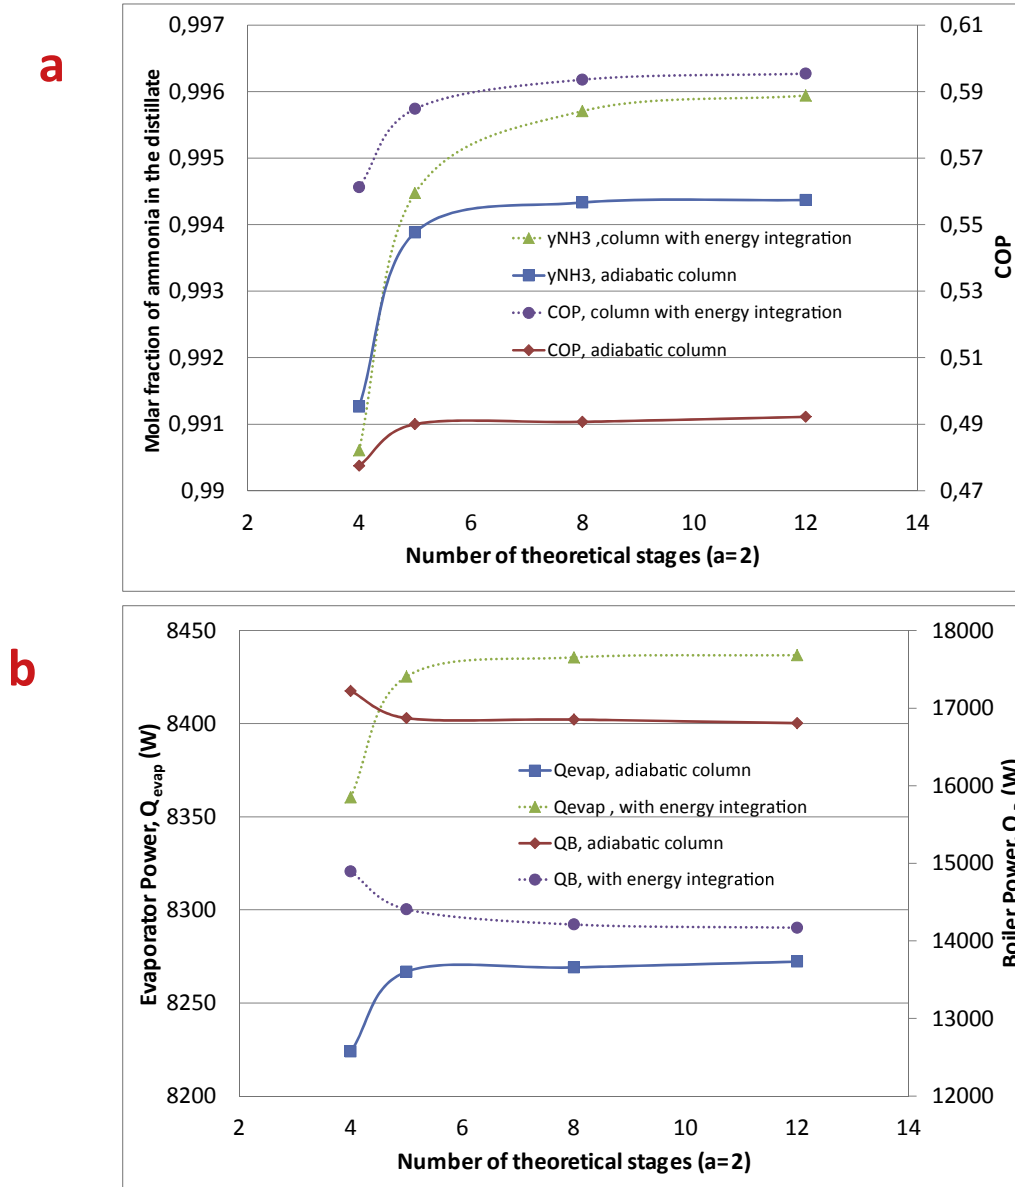 a
0,997
0,996
0,995
0,994
0,993
0,992
0,991
0,99
Molar fraction of ammonia in the distillate
0,61
0,59
0,57
0,55
0,53
0,51
0,49
0,47
COP
yNH3 ,column with energy integration
yNH3, adiabatic column
COP, column with energy integration
COP, adiabatic column
2 4 6 8 10 12 14
Number of theoretical stages (a=2)
b
8450
8400
8350
8300
8250
8200
Evaporator Power, Qevap (W)
18000
17000
16000
15000
14000
13000
12000
Boiler Power, (W)
Qevap, adiabatic column
Qevap , with energy integration
QB, adiabatic column
QB, with energy integration
2 4 6 8 10 12 14
Number of theoretical stages (a=2)